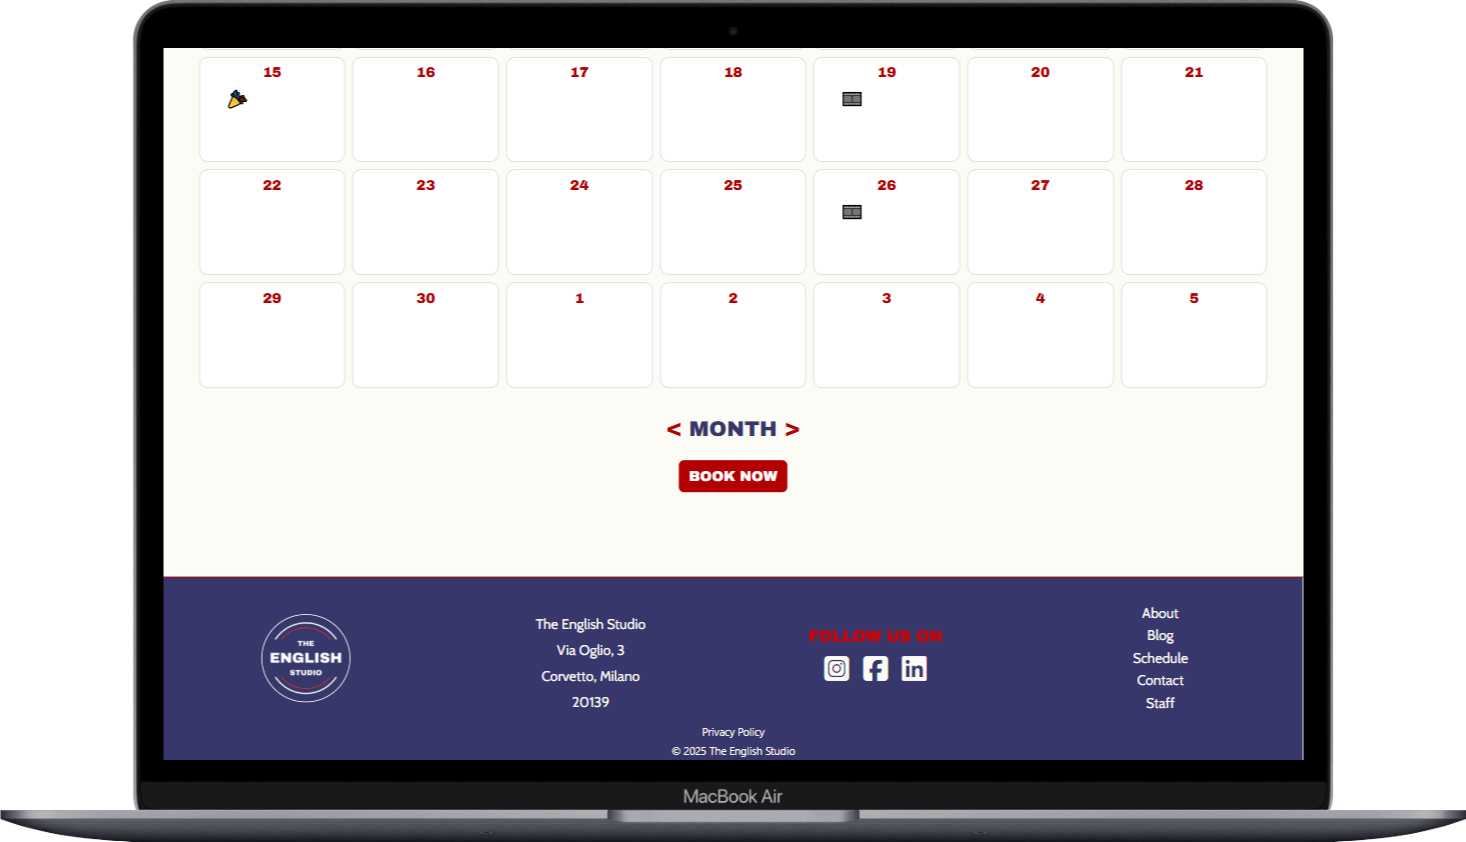 15 16 17 18 19 20 21
22 23 24 25 26 27 28
29 30 1 2 3 4 5
< MONTH >
BOOK NOW
THE
ENGLISH
STUDIO
The English Studio
Via Oglio, 3
Corvetto, Milano
20139
FOLLOW US ON
in
About
Blog
Schedule
Contact
Staff
Privacy Policy
© 2025 The English Studio
MacBook Air